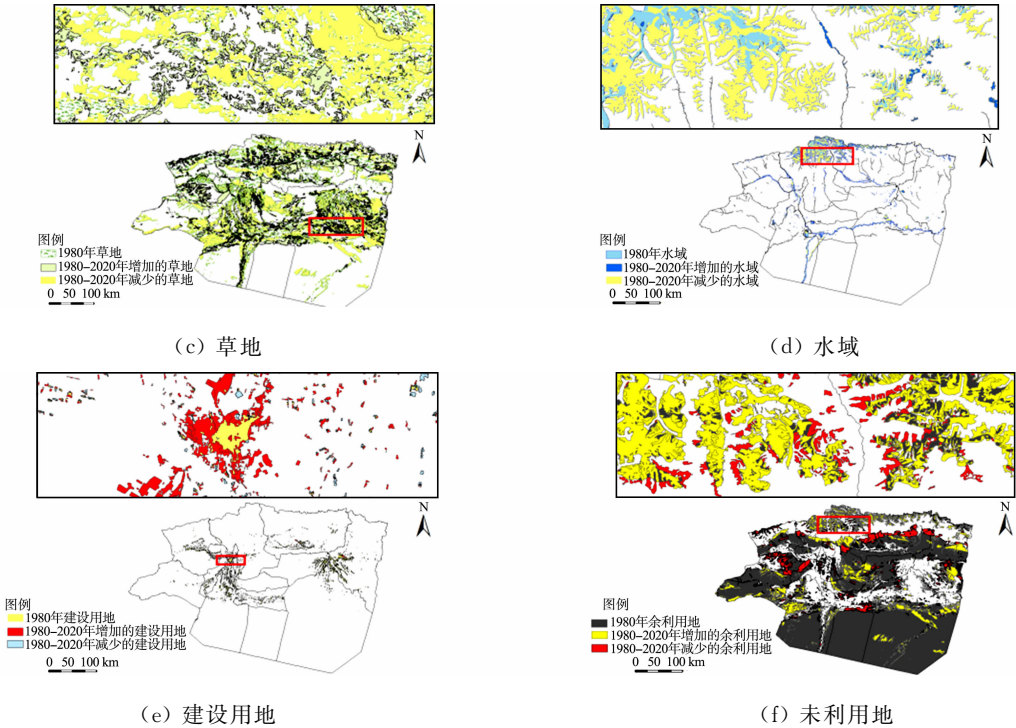 N
图例
1980年草地
1980-2020年增加的草地
1980-2020年减少的草地
0 50 100 km
(c) 草地
N
图例
1980年水域
1980-2020年增加的水域
1980-2020年减少的水域
0 50 100 km
(d) 水域
N
图例
1980年建设用地
1980-2020年增加的建设用地
1980-2020年减少的建设用地
0 50 100 km
(e) 建设用地
N
图例
1980年余利用地
1980-2020年增加的余利用地
1980-2020年减少的余利用地
0 50 100 km
(f) 未利用地